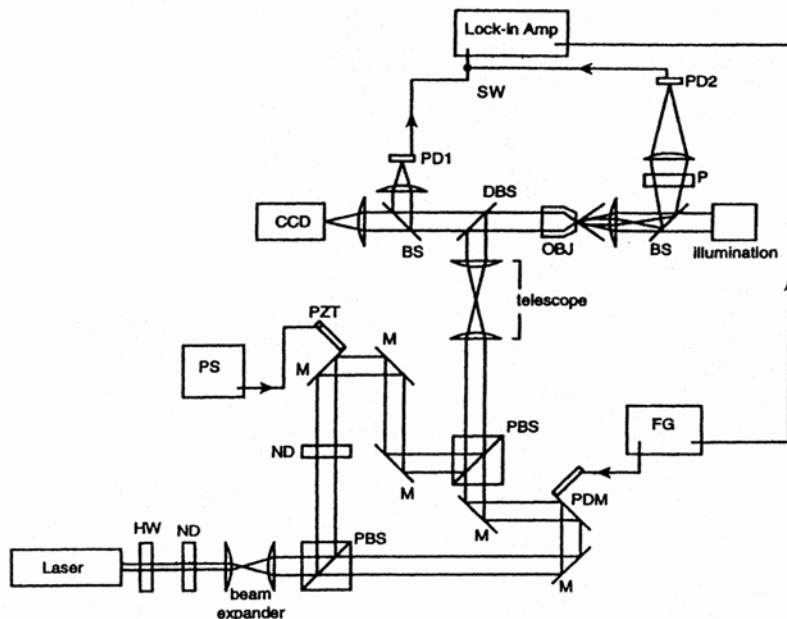 Lock-in Amp
SW
PD2
PD1
P
DBS
CCD
BS
OBJ
BS
illumination
telescope
PZT
PS
M
M
FG
PBS
ND
M
PDM
M
HW
ND
PBS
Laser
M
beam
expander